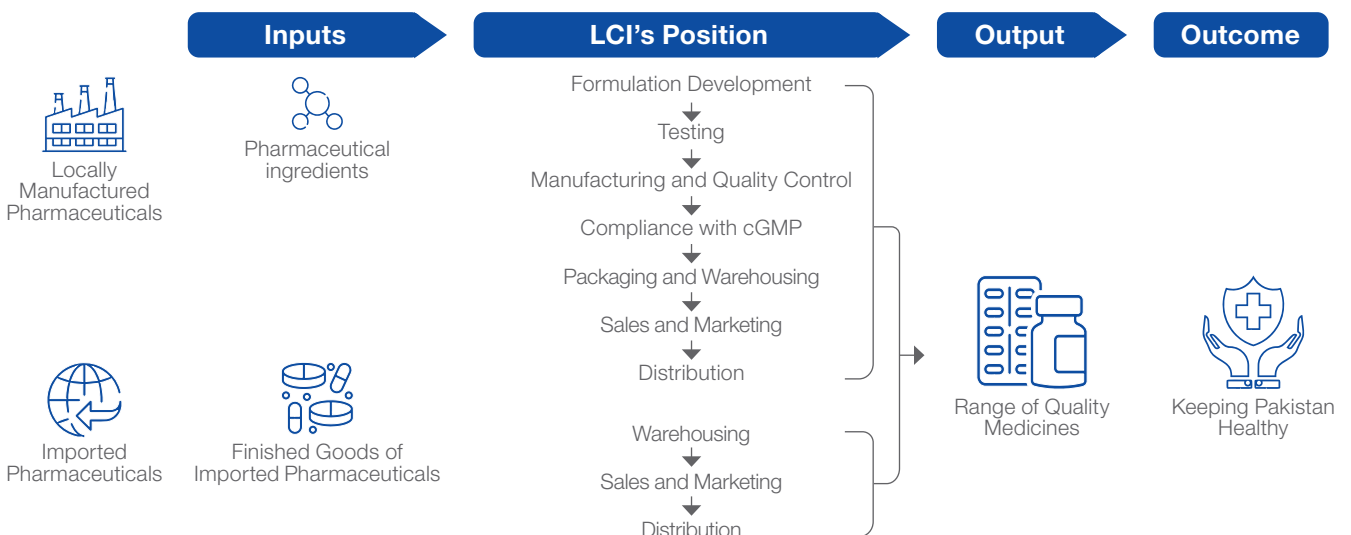 Inputs
LCI's Position
Output
Outcome
Locally
Manufactured
Pharmaceuticals
Pharmaceutical
ingredients
Formulation Development
Testing
Manufacturing and Quality Control
Compliance with cGMP
Packaging and Warehousing
Sales and Marketing
Distribution
Imported
Pharmaceuticals
Finished Goods of
Imported Pharmaceuticals
Warehousing
Sales and Marketing
Distribution
Range of Quality
Medicines
Keeping Pakistan
Healthy